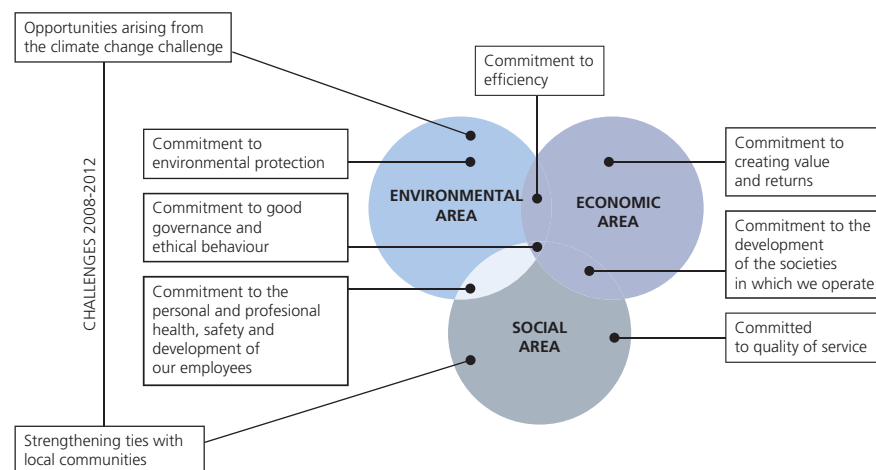 Opportunities arising from
the climate change challenge
Commitment to
efficiency
Commitment to
environmental protection
Commitment to
creating value
and returns
CHALLENGES 2008-2012
ENVIRONMENTAL
AREA
ECONOMIC
AREA
Commitment to good
governance and
ethical behaviour
Commitment to the
development
of the societies
in which we operate
Commitment to the
personal and profesional
health, safety and
development of
our employees
SOCIAL
AREA
Committed
to quality of service
Strengthening ties with
local communities